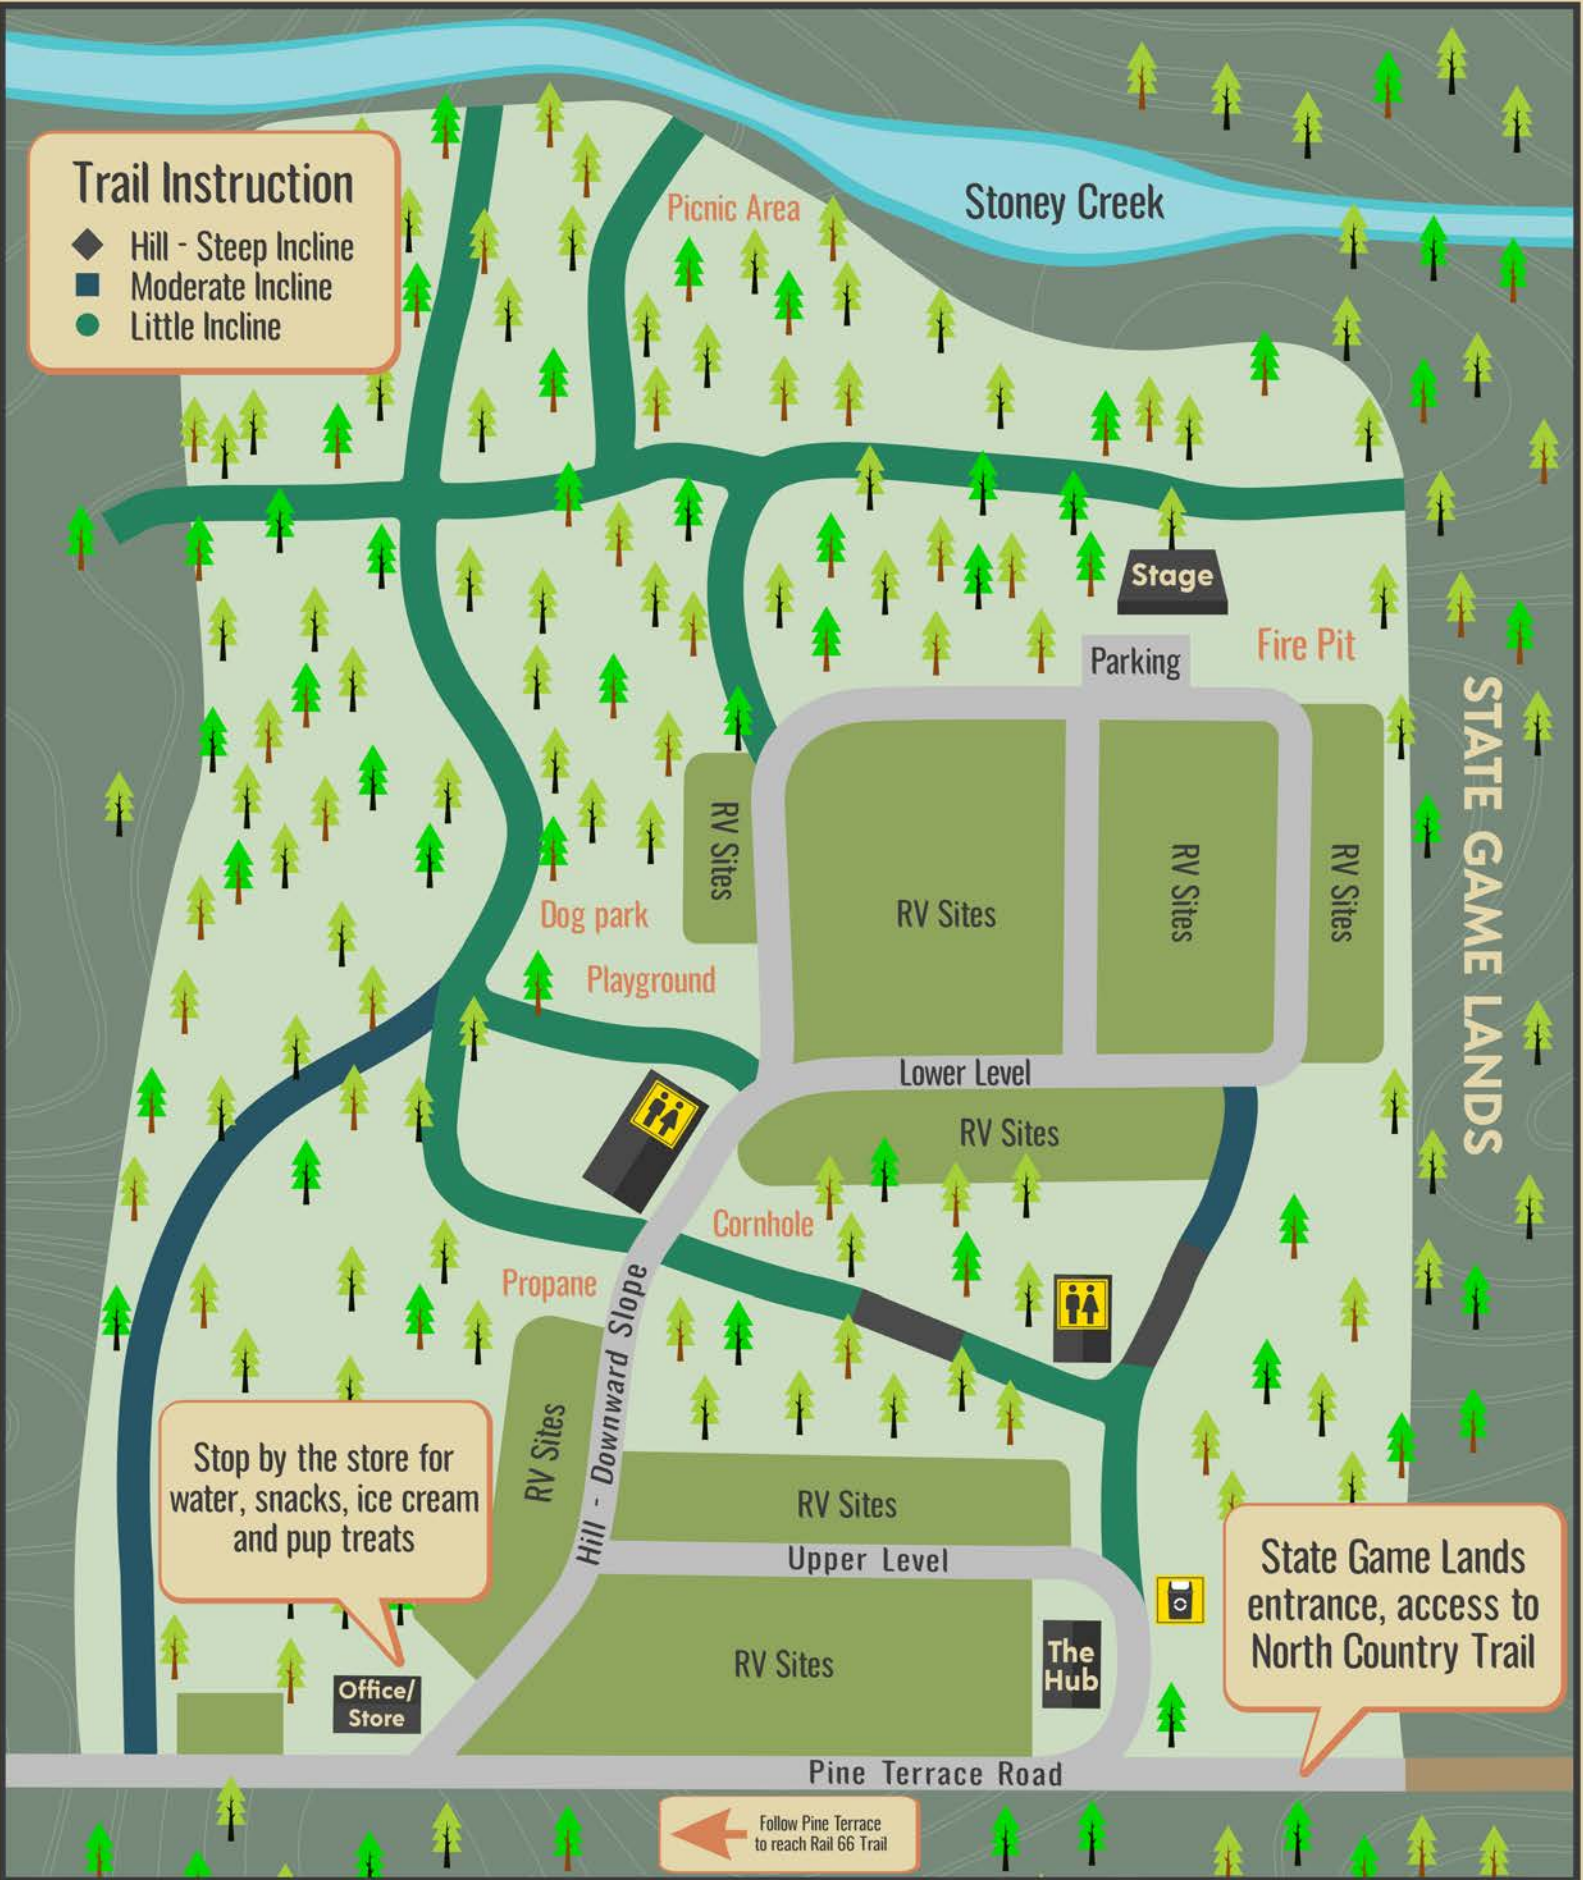 Trail Instruction
Hill - Steep Incline
Moderate Incline
Little Incline
Picnic Area
Stoney Creek
Stage
Parking
Fire Pit
STATE GAME LANDS
RV Sites
RV Sites
RV Sites
RV Sites
Dog park
Playground
Lower Level
RV Sites
Cornhole
Propane
Hill - Downward Slope
RV Sites
Stop by the store for
water, snacks, ice cream
and pup treats
RV Sites
Upper Level
State Game Lands
entrance, access to
North Country Trail
RV Sites
The
Hub
Office/
Store
Pine Terrace Road
Follow Pine Terrace
to reach Rail 66 Trail